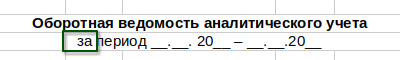 Оборотная ведомость аналитического учета
за период __.__. 20__ – __.__.20__